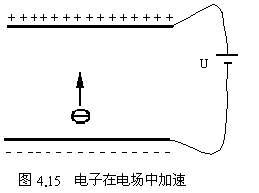 + + + + + + + + + + + + + + + +
U
⊖
- - - - - - - - - - - - - - - -
图 4.15 电子在电场中加速